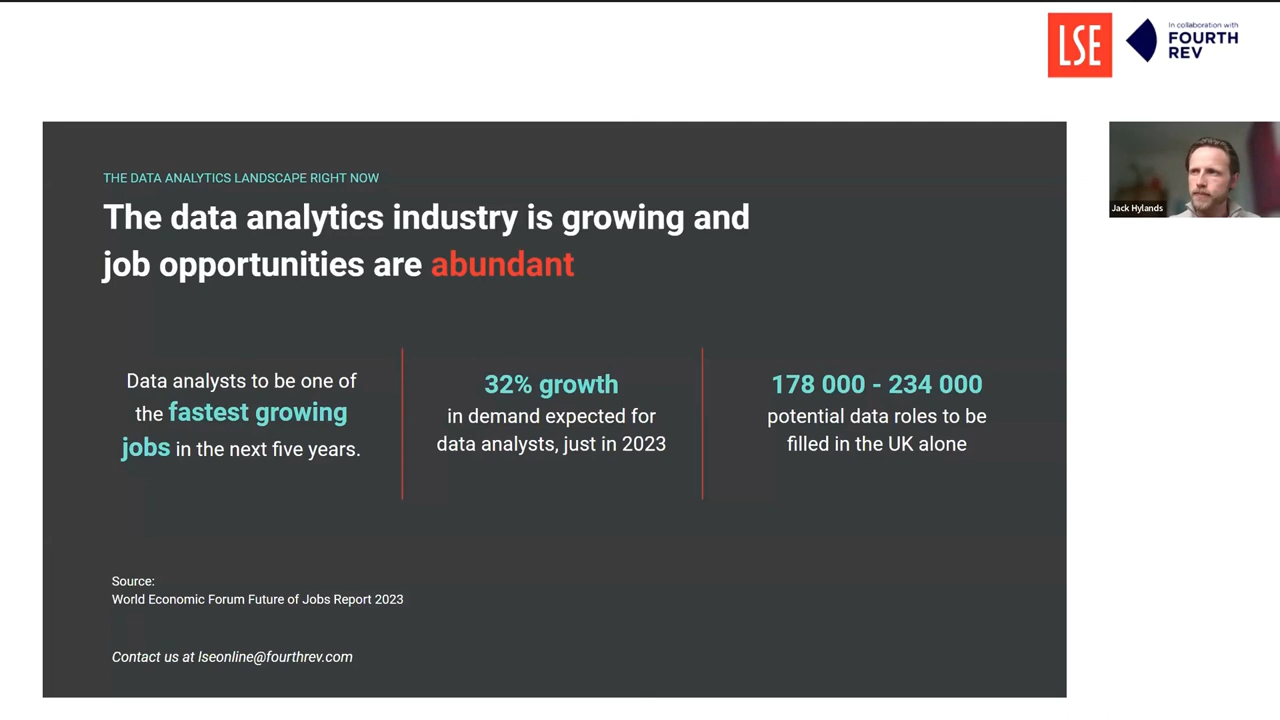 LSE
In collaboration with
FOURTH
REV
THE DATA ANALYTICS LANDSCAPE RIGHT NOW
The data analytics industry is growing and
job opportunities are abundant
Data analysts to be one of
the fastest growing
jobs in the next five years.
32% growth
in demand expected for
data analysts, just in 2023
178 000 - 234 000
potential data roles to be
filled in the UK alone
Source:
World Economic Forum Future of Jobs Report 2023
Contact us at lseonline@fourthrev.com
Jack Hylands